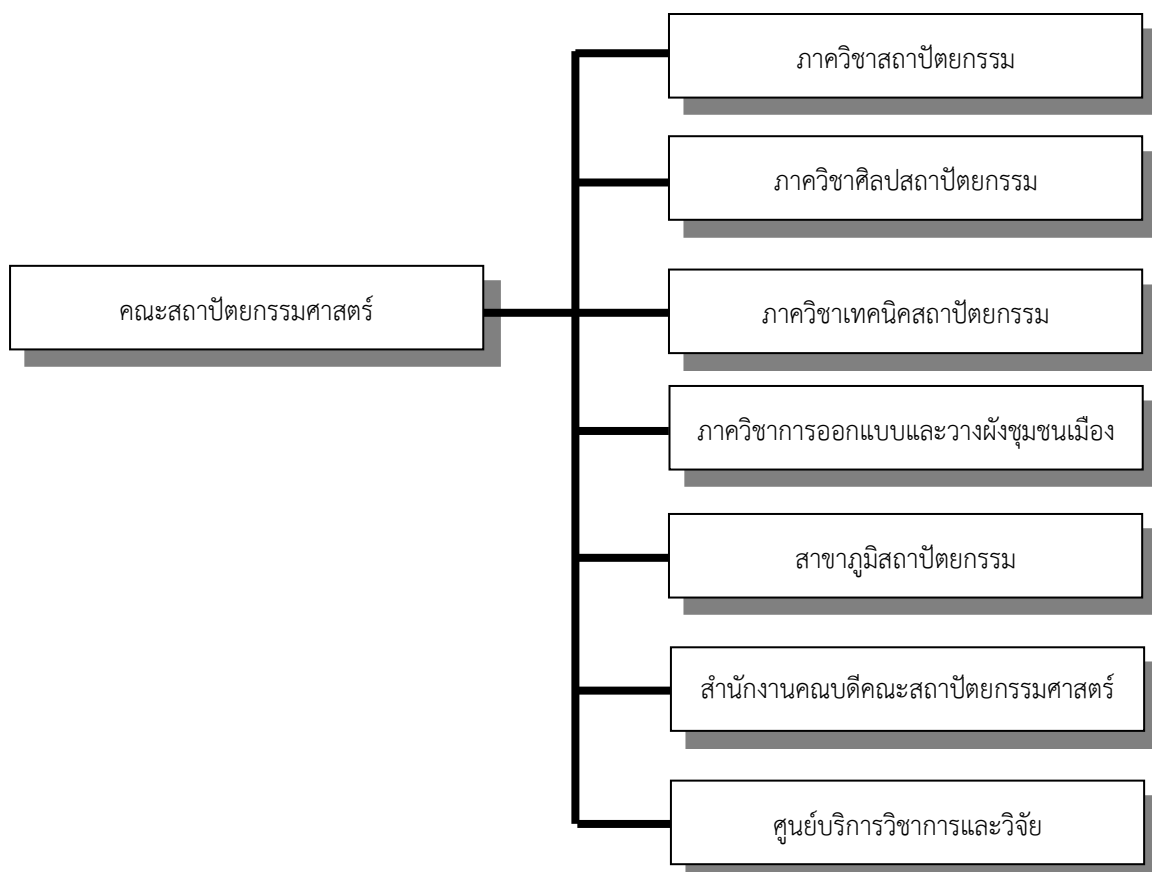 ภาควิชาสถาปัตยกรรม
ภาควิชาศิลปสถาปัตยกรรม
คณะสถาปัตยกรรมศาสตร์
ภาควิชาเทคนิคสถาปัตยกรรม
ภาควิชาการออกแบบและวางผังชุมชนเมือง
สาขาภูมิสถาปัตยกรรม
สำนักงานคณบดีคณะสถาปัตยกรรมศาสตร์
ศูนย์บริการวิชาการและวิจัย